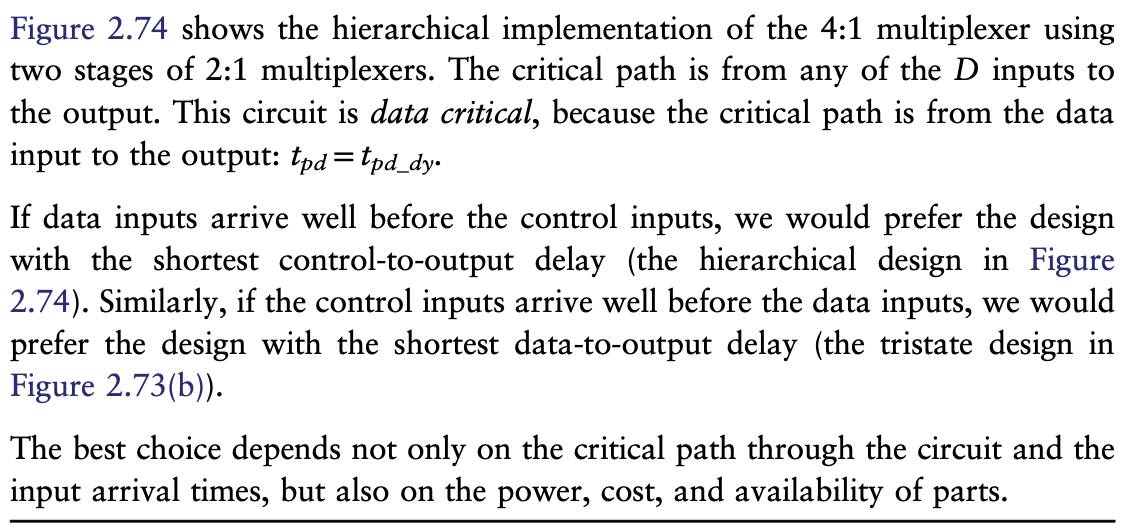 Figure 2.74 shows the hierarchical implementation of the 4:1 multiplexer using
two stages of 2:1 multiplexers. The critical path is from any of the D inputs to
the output. This circuit is data critical, because the critical path is from the data
input to the output: tpd = tpd_dy.
If data inputs arrive well before the control inputs, we would prefer the design
with the shortest control-to-output delay (the hierarchical design in Figure
2.74). Similarly, if the control inputs arrive well before the data inputs, we would
prefer the design with the shortest data-to-output delay (the tristate design in
Figure 2.73(b)).
The best choice depends not only on the critical path through the circuit and the
input arrival times, but also on the power, cost, and availability of parts.